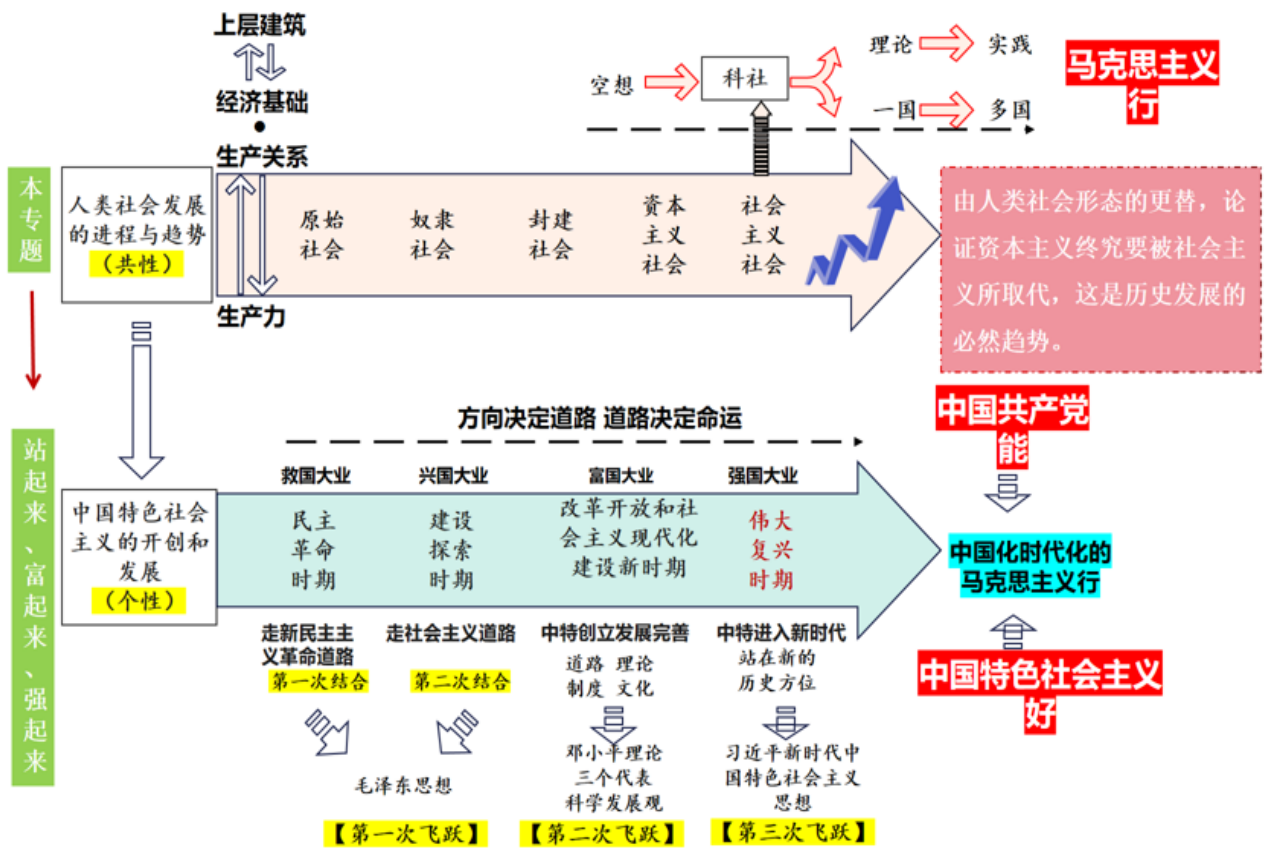 上层建筑
经济基础
•
生产关系
生产力
空想
科社
理论
实践
一国
多国
马克思主义
行
本专题
人类社会发展
的进程与趋势
（共性）
原始
社会
奴隶
社会
封建
社会
资本
主义
社会
社会
主义
社会
由人类社会形态的更替，论
证资本主义终究要被社会主
义所取代，这是历史发展的
必然趋势。
站起来、富起来、强起来
方向决定道路 道路决定命运
救国大业
兴国大业
富国大业
强国大业
中国特色社会
主义的开创和
发展
（个性）
民主
革命
时期
建设
探索
时期
改革开放和社
会主义现代化
建设新时期
伟大
复兴
时期
走新民主主
义革命道路
第一次结合
走社会主义道路
第二次结合
中特创立发展完善
道路 理论
制度 文化
中特进入新时代
站在新的
历史方位
毛泽东思想
【第一次飞跃】
邓小平理论
三个代表
科学发展观
【第二次飞跃】
习近平新时代中
国特色社会主义
思想
【第三次飞跃】
中国共产党
能
中国化时代化的
马克思主义行
中国特色社会主义
好